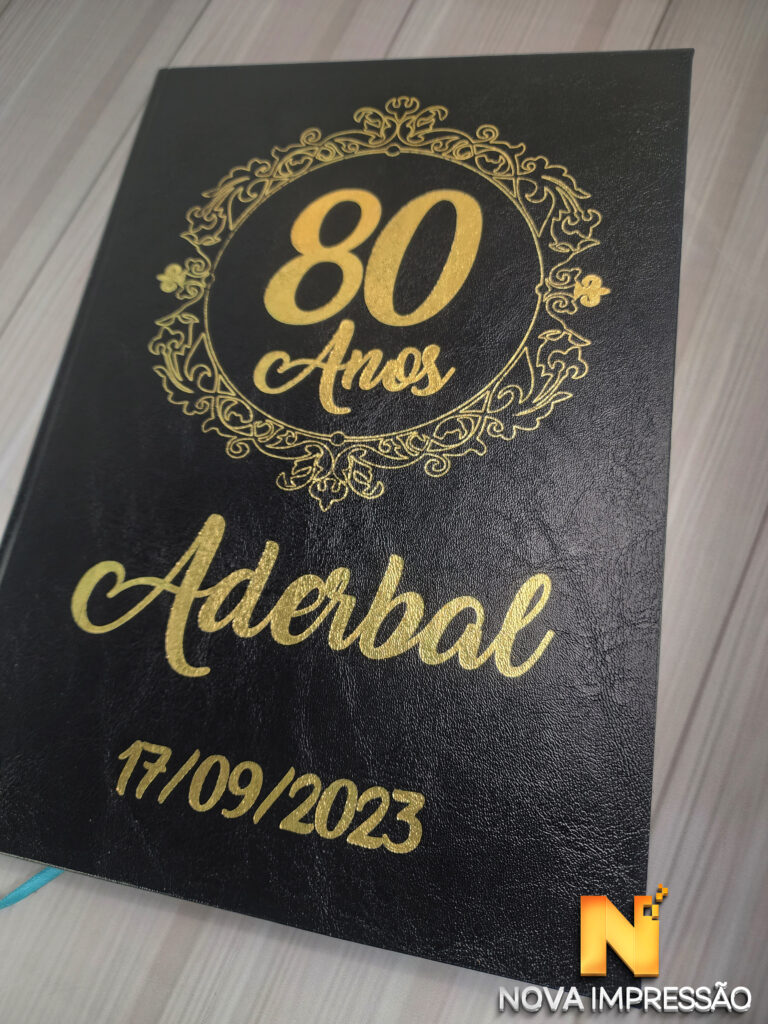 80
Anos
Aderbal
17/09/2023
N
NOVA IMPRESSÃO